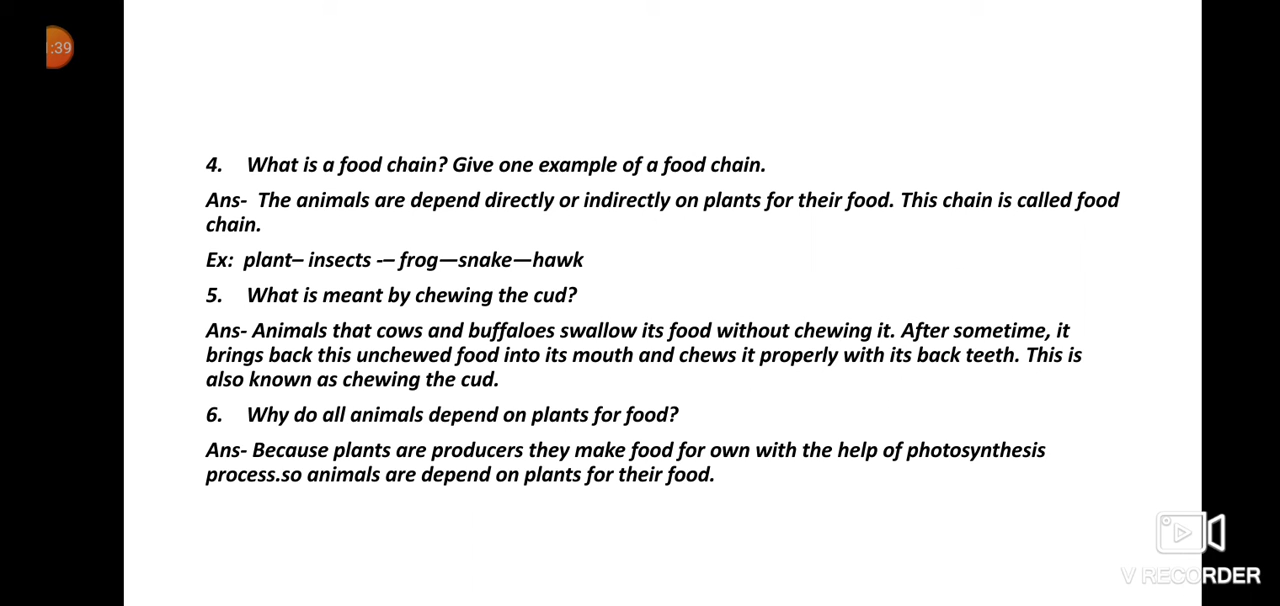 :39
4. What is a food chain? Give one example of a food chain.
Ans- The animals are depend directly or indirectly on plants for their food. This chain is called food
chain.
Ex: plant– insects -– frog—snake—hawk
5. What is meant by chewing the cud?
Ans- Animals that cows and buffaloes swallow its food without chewing it. After sometime, it
brings back this unchewed food into its mouth and chews it properly with its back teeth. This is
also known as chewing the cud.
6. Why do all animals depend on plants for food?
Ans- Because plants are producers they make food for own with the help of photosynthesis
process.so animals are depend on plants for their food.
V RECORDER